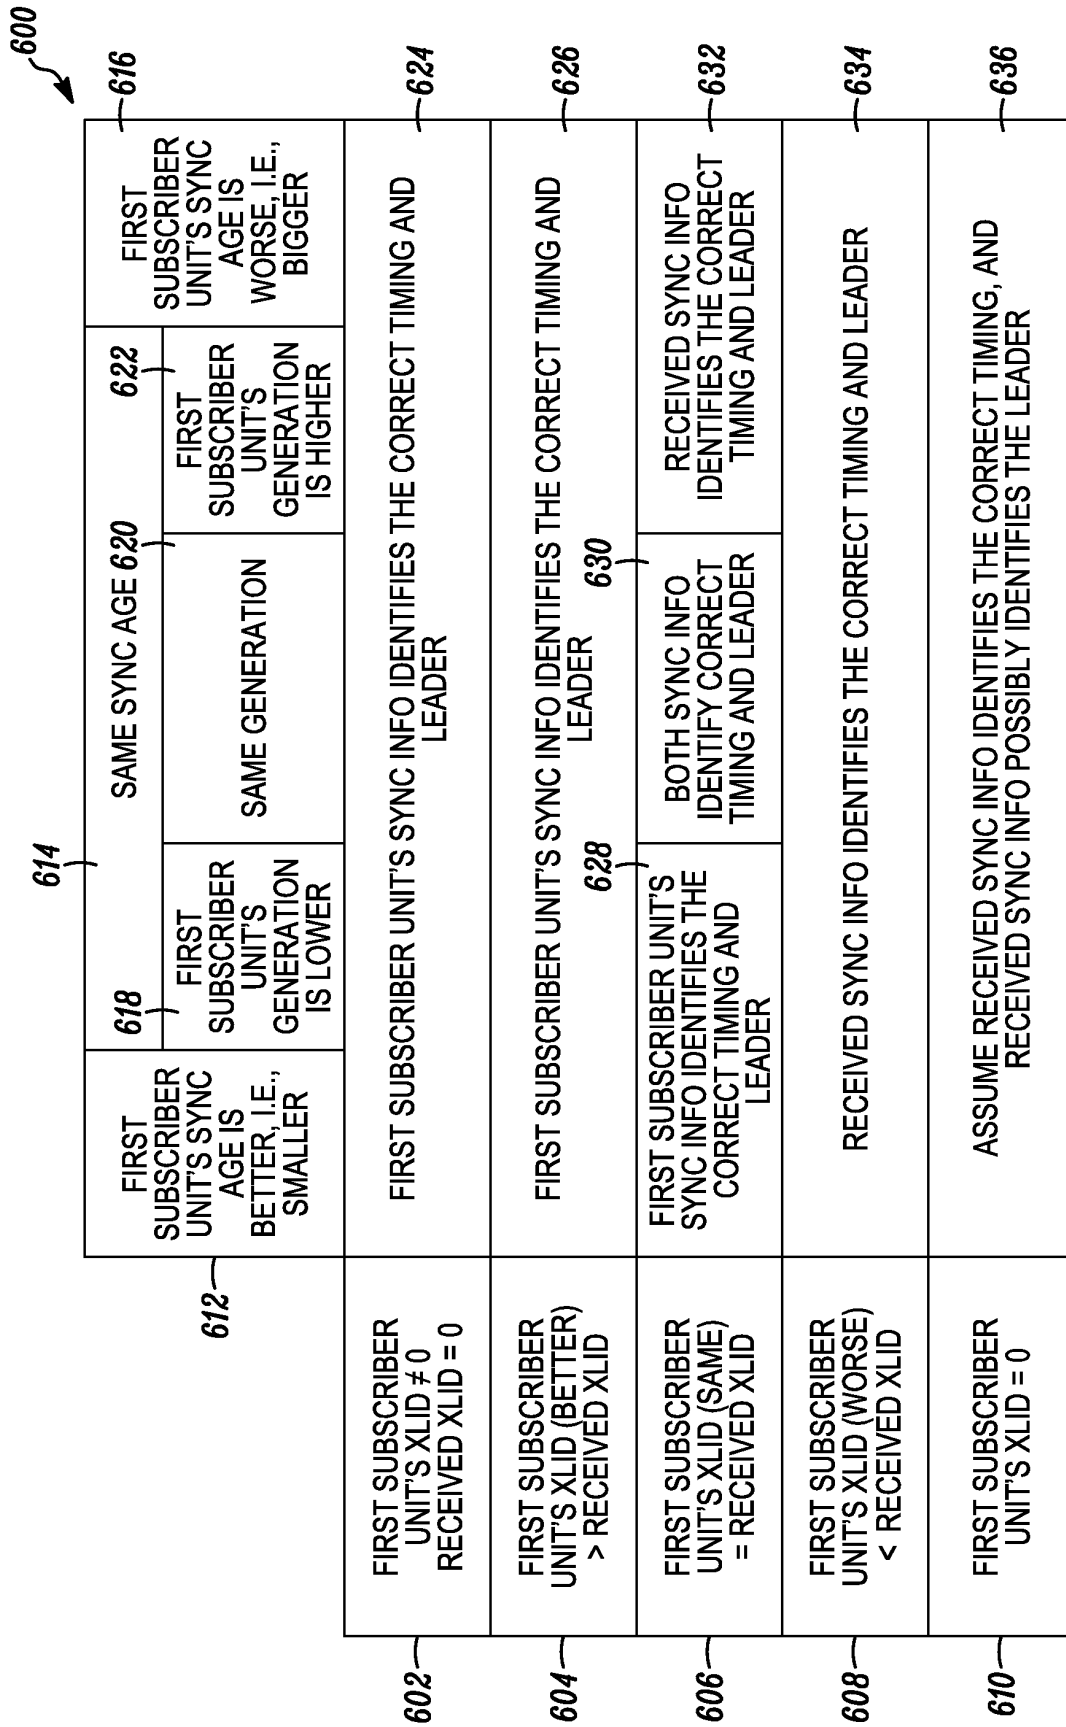 600
614
FIRST
SUBSCRIBER
UNIT'S SYNC
AGE IS
BETTER, I.E.,
SMALLER
612
SAME SYNC AGE
618
FIRST
SUBSCRIBER
UNIT'S
GENERATION
IS LOWER
620
SAME GENERATION
622
FIRST
SUBSCRIBER
UNIT'S
GENERATION
IS HIGHER
FIRST
SUBSCRIBER
UNIT'S SYNC
AGE IS
WORSE, I.E.,
BIGGER
616
602
FIRST SUBSCRIBER
UNIT'S XLID ≠ 0
RECEIVED XLID = 0
FIRST SUBSCRIBER UNIT'S SYNC INFO IDENTIFIES THE CORRECT TIMING AND
LEADER
624
604
FIRST SUBSCRIBER
UNIT'S XLID (BETTER)
> RECEIVED XLID
FIRST SUBSCRIBER UNIT'S SYNC INFO IDENTIFIES THE CORRECT TIMING AND
LEADER
626
606
FIRST SUBSCRIBER
UNIT'S XLID (SAME)
= RECEIVED XLID
628
FIRST SUBSCRIBER UNIT'S
SYNC INFO IDENTIFIES THE
CORRECT TIMING AND
LEADER
630
BOTH SYNC INFO
IDENTIFY CORRECT
TIMING AND LEADER
RECEIVED SYNC INFO
IDENTIFIES THE CORRECT
TIMING AND LEADER
632
608
FIRST SUBSCRIBER
UNIT'S XLID (WORSE)
< RECEIVED XLID
RECEIVED SYNC INFO IDENTIFIES THE CORRECT TIMING AND LEADER
634
610
FIRST SUBSCRIBER
UNIT'S XLID = 0
ASSUME RECEIVED SYNC INFO IDENTIFIES THE CORRECT TIMING, AND
RECEIVED SYNC INFO POSSIBLY IDENTIFIES THE LEADER
636